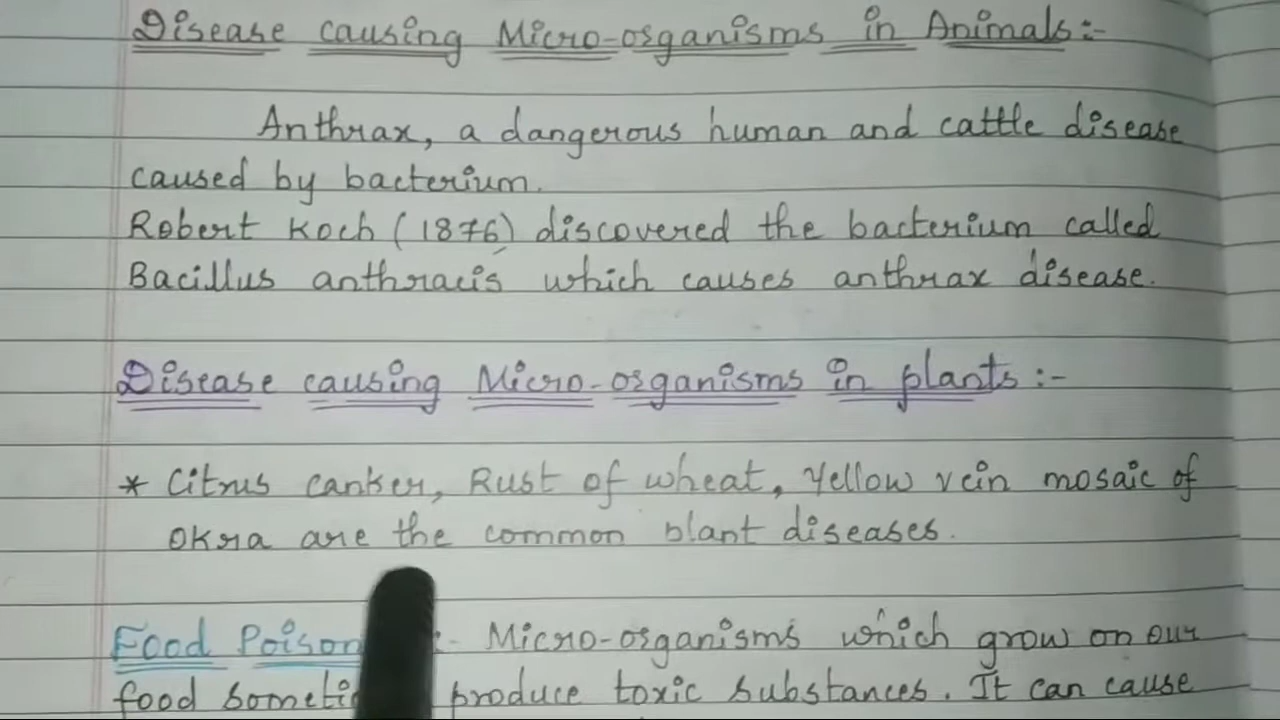 Disease causing Micro-organisms in Animals:-
Anthrax, a dangerous human and cattle disease
caused by bacterium.
Robert Koch (1876) discovered the bacterium called
Bacillus anthracis which causes anthrax disease.
Disease causing Micro-organisms in plants :-
* Citrus canker, Rust of wheat, Yellow vein mosaic of
Okra are the common plant diseases.
Food Poison :- Micro-organisms which grow on our
food produce toxic substances. It can cause